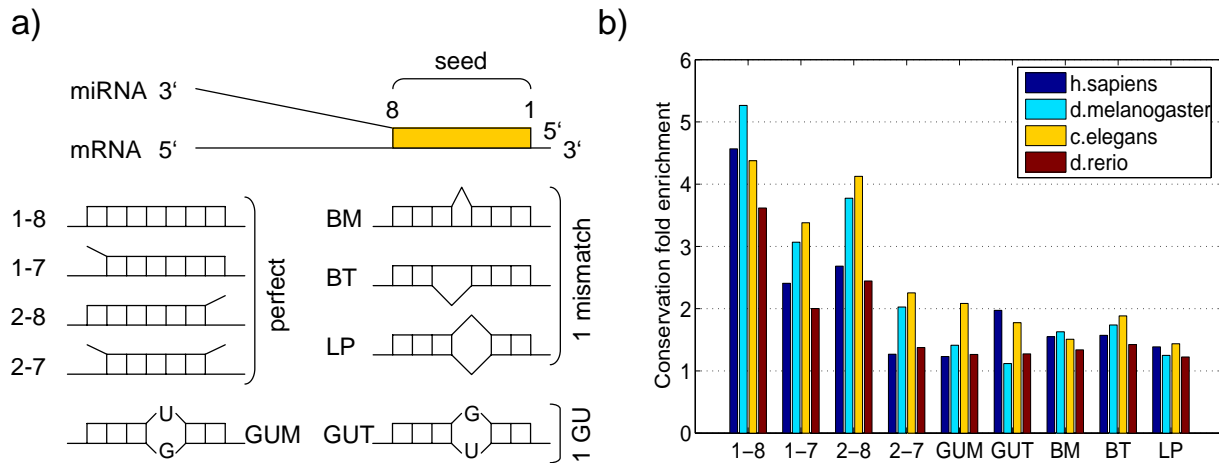 a)
seed
miRNA 3‘
8 1
5‘
mRNA 5‘
3‘
1-8
1-7
2-8
2-7
perfect
BM
BT
LP
1 mismatch
U
G
GUM
GUT
G
U
1 GU
b)
Conservation fold enrichment
6
5
4
3
2
1
0
h.sapiens
d.melanogaster
c.elegans
d.rerio
1−8 1−7 2−8 2−7 GUM GUT BM BT LP